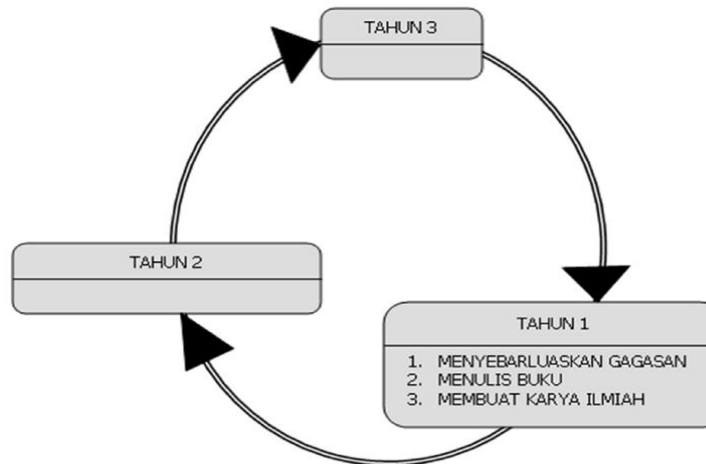 TAHUN 3
TAHUN 2
TAHUN 1
1. MENYEBARLUASKAN GAGASAN
2. MENULIS BUKU
3. MEMBUAT KARYA ILMIAH